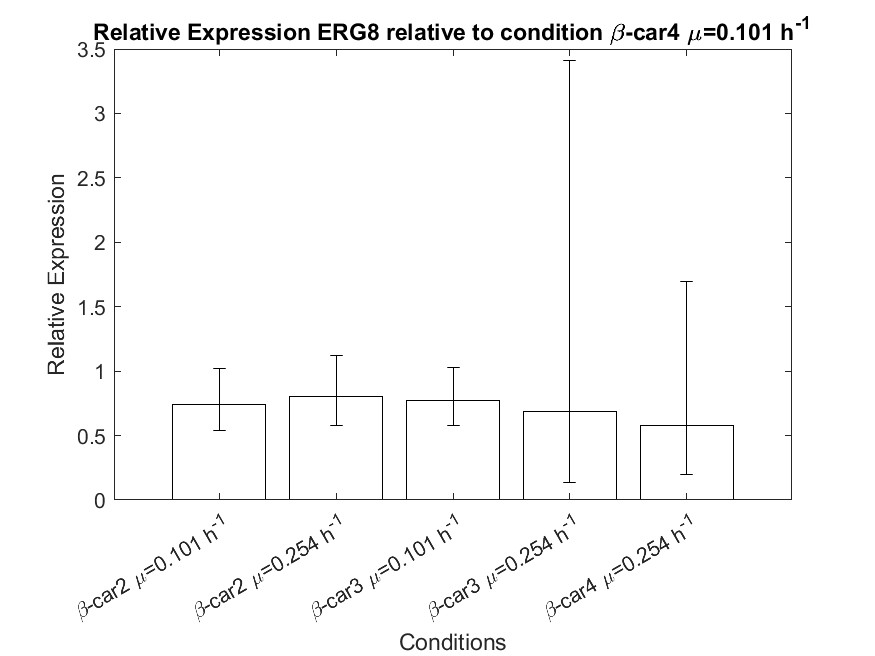 Relative Expression ERG8 relative to condition β-car4 μ=0.101 h⁻¹
3.5
3
2.5
2
1.5
1
0.5
0
Relative Expression
β-car2 μ=0.101 h⁻¹
β-car2 μ=0.254 h⁻¹
β-car3 μ=0.101 h⁻¹
β-car3 μ=0.254 h⁻¹
β-car4 μ=0.254 h⁻¹
Conditions